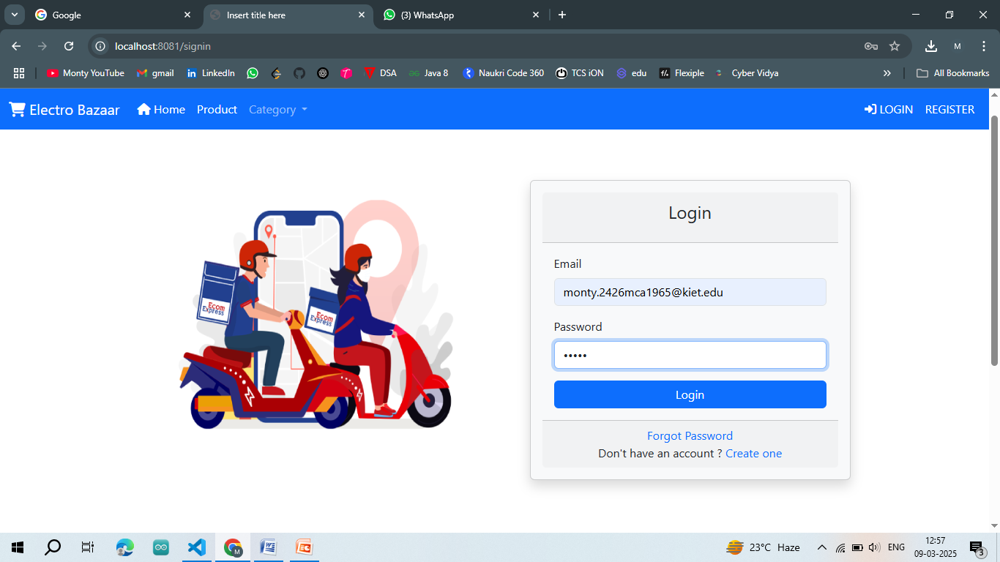 Google
Insert title here
(3) WhatsApp
localhost:8081/signin
M
Monty YouTube
gmail
LinkedIn
DSA
Java 8
Naukri Code 360
TCS iON
edu
Flexiple
Cyber Vidya
»
All Bookmarks
Electro Bazaar
Home
Product
Category
LOGIN
REGISTER
Login
Email
monty.2426mca1965@kiet.edu
Password
•••••
Login
Forgot Password
Don't have an account ? Create one
Ecom
Express
Ecom
Express
23°C Haze
ENG
12:57
09-03-2025
3